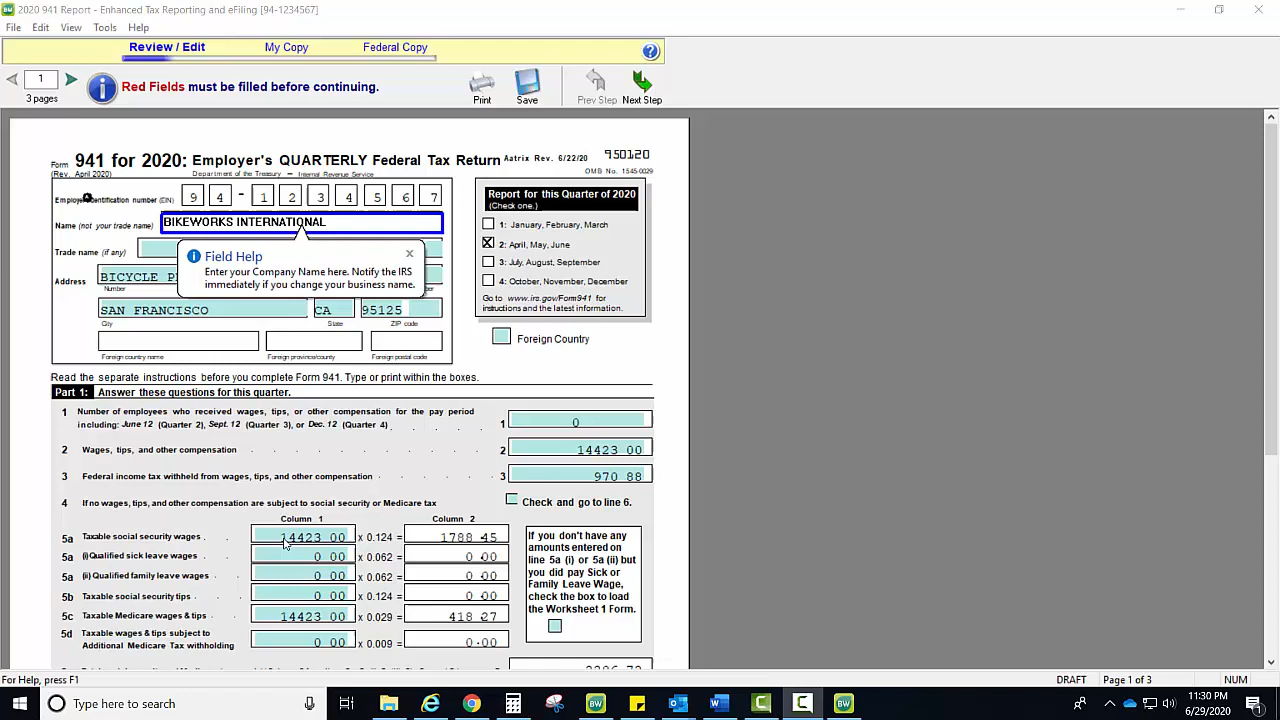 2020 941 Report - Enhanced Tax Reporting and eFiling [94-1234567]
File Edit View Tools Help
Review / Edit My Copy Federal Copy
1
3 pages
Red Fields must be filled before continuing.
Print Save Prev Step Next Step
Form 941 for 2020: Employer's QUARTERLY Federal Tax Return Aatrix Rev. 6/22/20 950120
(Rev. April 2020) Department of the Treasury — Internal Revenue Service OMB No. 1545-0029
Employer identification number (EIN) 9 4 - 1 2 3 4 5 6 7
Name (not your trade name) BIKEWORKS INTERNATIONAL
Trade name (if any)
Field Help
Enter your Company Name here. Notify the IRS
immediately if you change your business name.
Address BICYCLE
Number
SAN FRANCISCO CA 95125
City State ZIP code
Foreign country name Foreign province/county Foreign postal code
Report for this Quarter of 2020
(Check one.)
1: January, February, March
X 2: April, May, June
3: July, August, September
4: October, November, December
Go to www.irs.gov/Form941 for
instructions and the latest information.
Foreign Country
Read the separate instructions before you complete Form 941. Type or print within the boxes.
Part 1: Answer these questions for this quarter.
1 Number of employees who received wages, tips, or other compensation for the pay period
including: June 12 (Quarter 2), Sept. 12 (Quarter 3), or Dec. 12 (Quarter 4) 1 0
2 Wages, tips, and other compensation 2 14423 00
3 Federal income tax withheld from wages, tips, and other compensation 3 970 88
4 If no wages, tips, and other compensation are subject to social security or Medicare tax Check and go to line 6.
Column 1 Column 2
5a Taxable social security wages 14423 00 x 0.124 = 1788.45
5a (i)Qualified sick leave wages 0 00 x 0.062 = 0.00
5a (ii) Qualified family leave wages 0 00 x 0.062 = 0.00
5b Taxable social security tips 0 00 x 0.124 = 0.00
5c Taxable Medicare wages & tips 14423 00 x 0.029 = 418.27
5d Taxable wages & tips subject to
Additional Medicare Tax withholding 0 00 x 0.009 = 0.00
If you don't have any
amounts entered on
line 5a (i) or 5a (ii) but
you did pay Sick or
Family Leave Wage,
check the box to load
the Worksheet 1 Form.
For Help, press F1 DRAFT Page 1 of 3 NUM
Type here to search
11:30 PM
6/29/2020